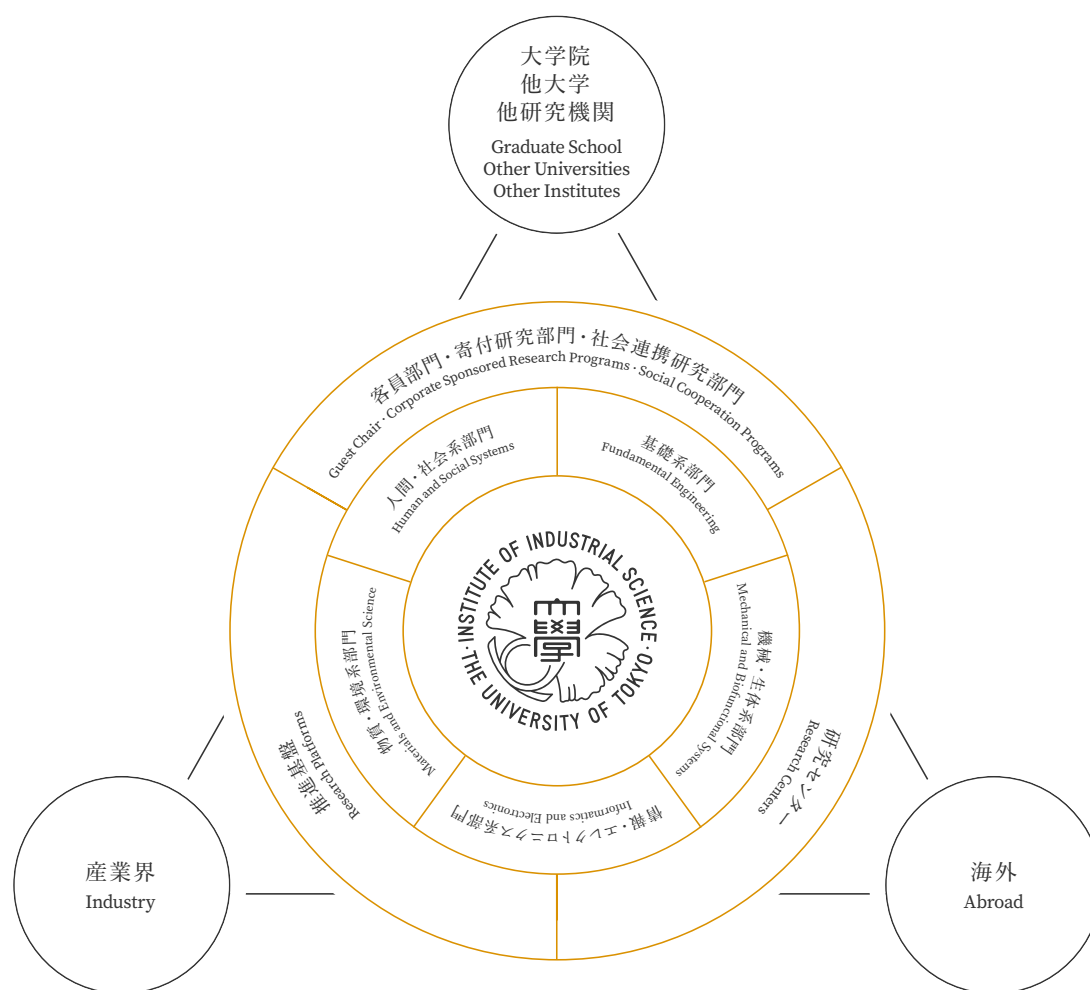 大学院
他大学
他研究機関
Graduate School
Other Universities
Other Institutes
客員部門・寄付研究部門・社会連携研究部門
Guest Chair · Corporate Sponsored Research Programs · Social Cooperation Programs
人間・社会系部門
Human and Social Systems
基礎系部門
Fundamental Engineering
INSTITUTE OF INDUSTRIAL SCIENCE
· THE UNIVERSITY OF TOKYO ·
學
物質・環境系部門
Materials and Environmental Science
機械・生体系部門
Mechanical and Biofunctional Systems
情報・エレクトロニクス系部門
Informatics and Electronics
推進基盤
Research Platforms
研究センター
Research Centers
産業界
Industry
海外
Abroad